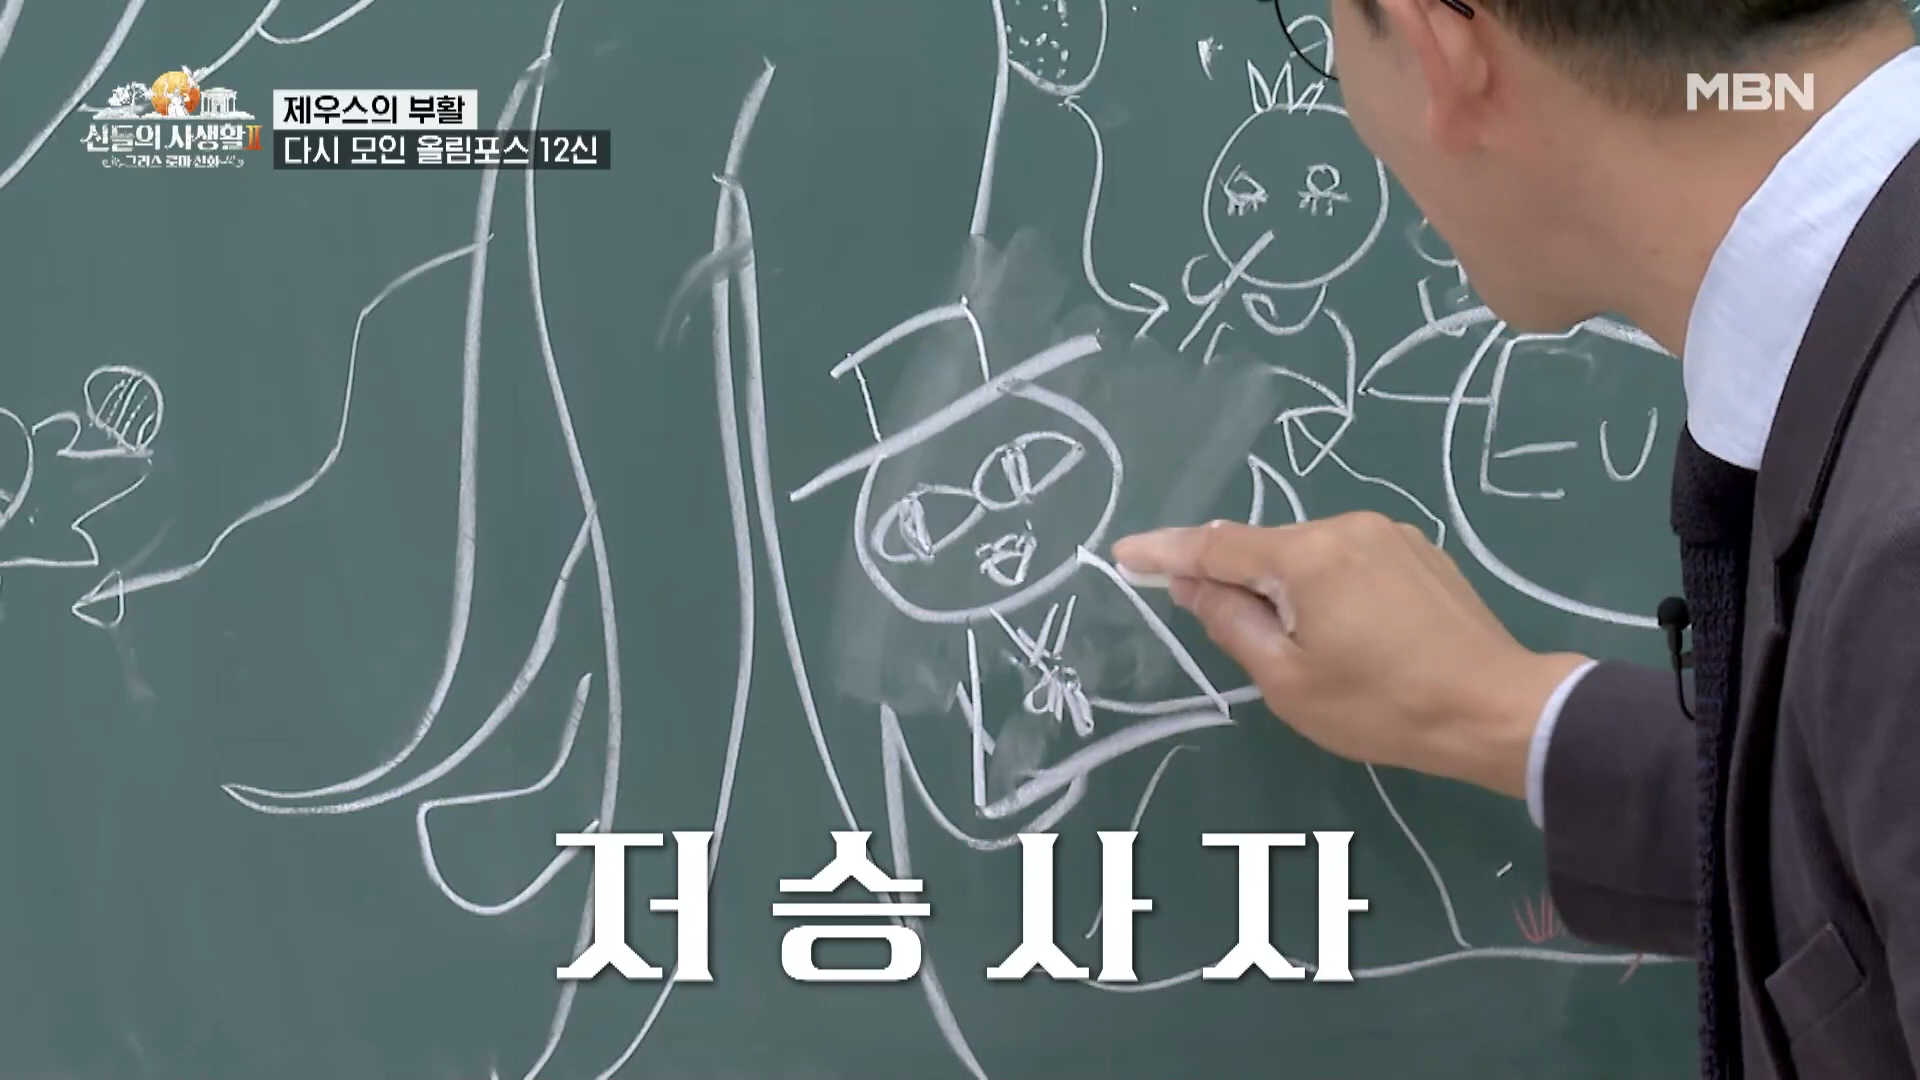 신들의 사생활 II
그리스 로마 신화
제우스의 부활
다시 모인 올림포스 12신
MBN
EU
저승사자